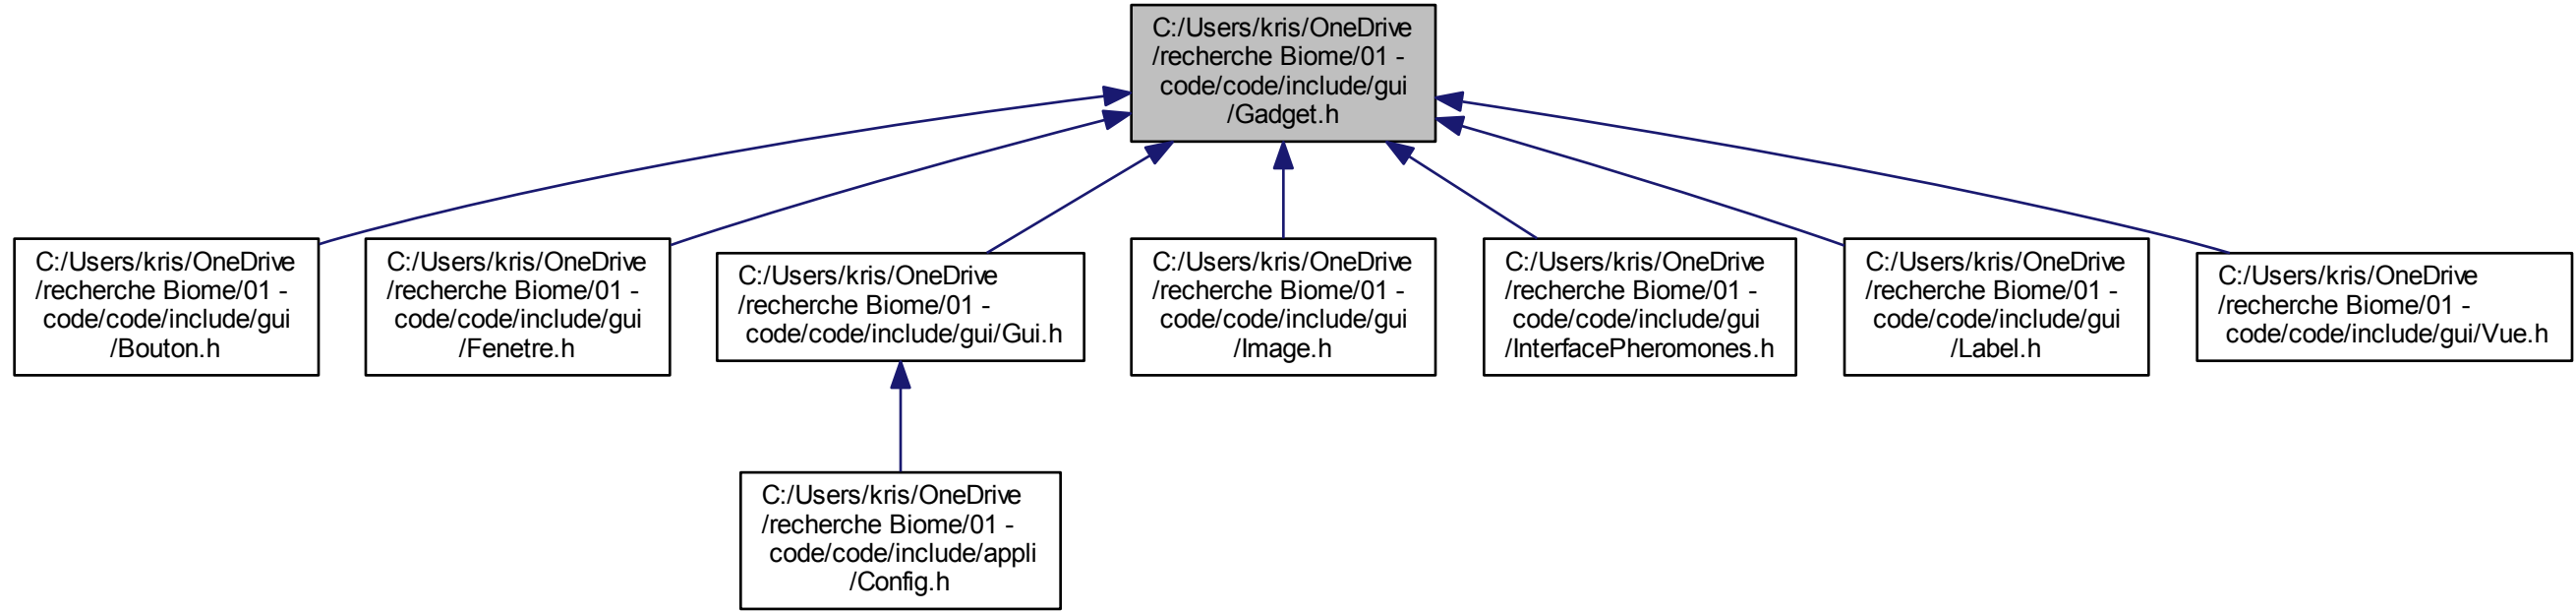 C:/Users/kris/OneDrive
/recherche Biome/01 -
code/code/include/gui
/Gadget.h
C:/Users/kris/OneDrive
/recherche Biome/01 -
code/code/include/gui
/Bouton.h
C:/Users/kris/OneDrive
/recherche Biome/01 -
code/code/include/gui
/Fenetre.h
C:/Users/kris/OneDrive
/recherche Biome/01 -
code/code/include/gui/Gui.h
C:/Users/kris/OneDrive
/recherche Biome/01 -
code/code/include/gui
/Image.h
C:/Users/kris/OneDrive
/recherche Biome/01 -
code/code/include/gui
/InterfacePheromones.h
C:/Users/kris/OneDrive
/recherche Biome/01 -
code/code/include/gui
/Label.h
C:/Users/kris/OneDrive
/recherche Biome/01 -
code/code/include/gui/Vue.h
C:/Users/kris/OneDrive
/recherche Biome/01 -
code/code/include/appli
/Config.h